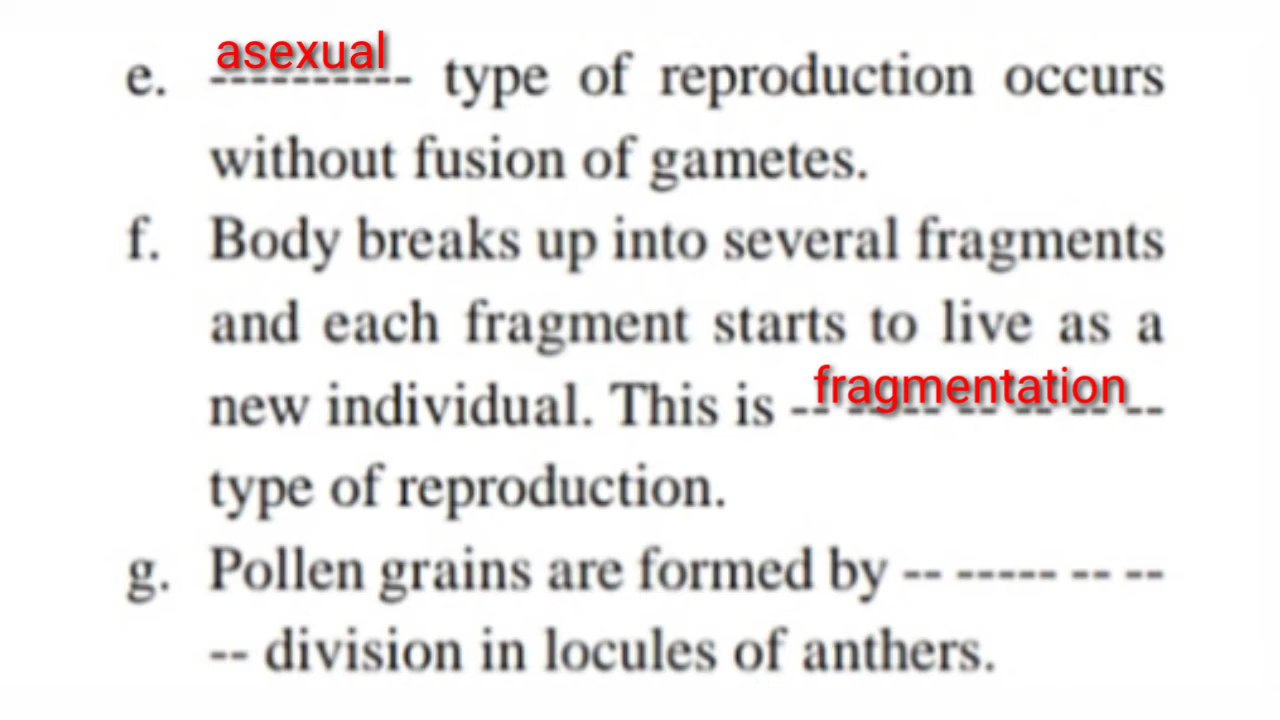 asexual
e. ---------- type of reproduction occurs
without fusion of gametes.
f. Body breaks up into several fragments
and each fragment starts to live as a
fragmentation
new individual. This is -- ----- -- -- -- --
type of reproduction.
g. Pollen grains are formed by -- ----- -- --
-- division in locules of anthers.